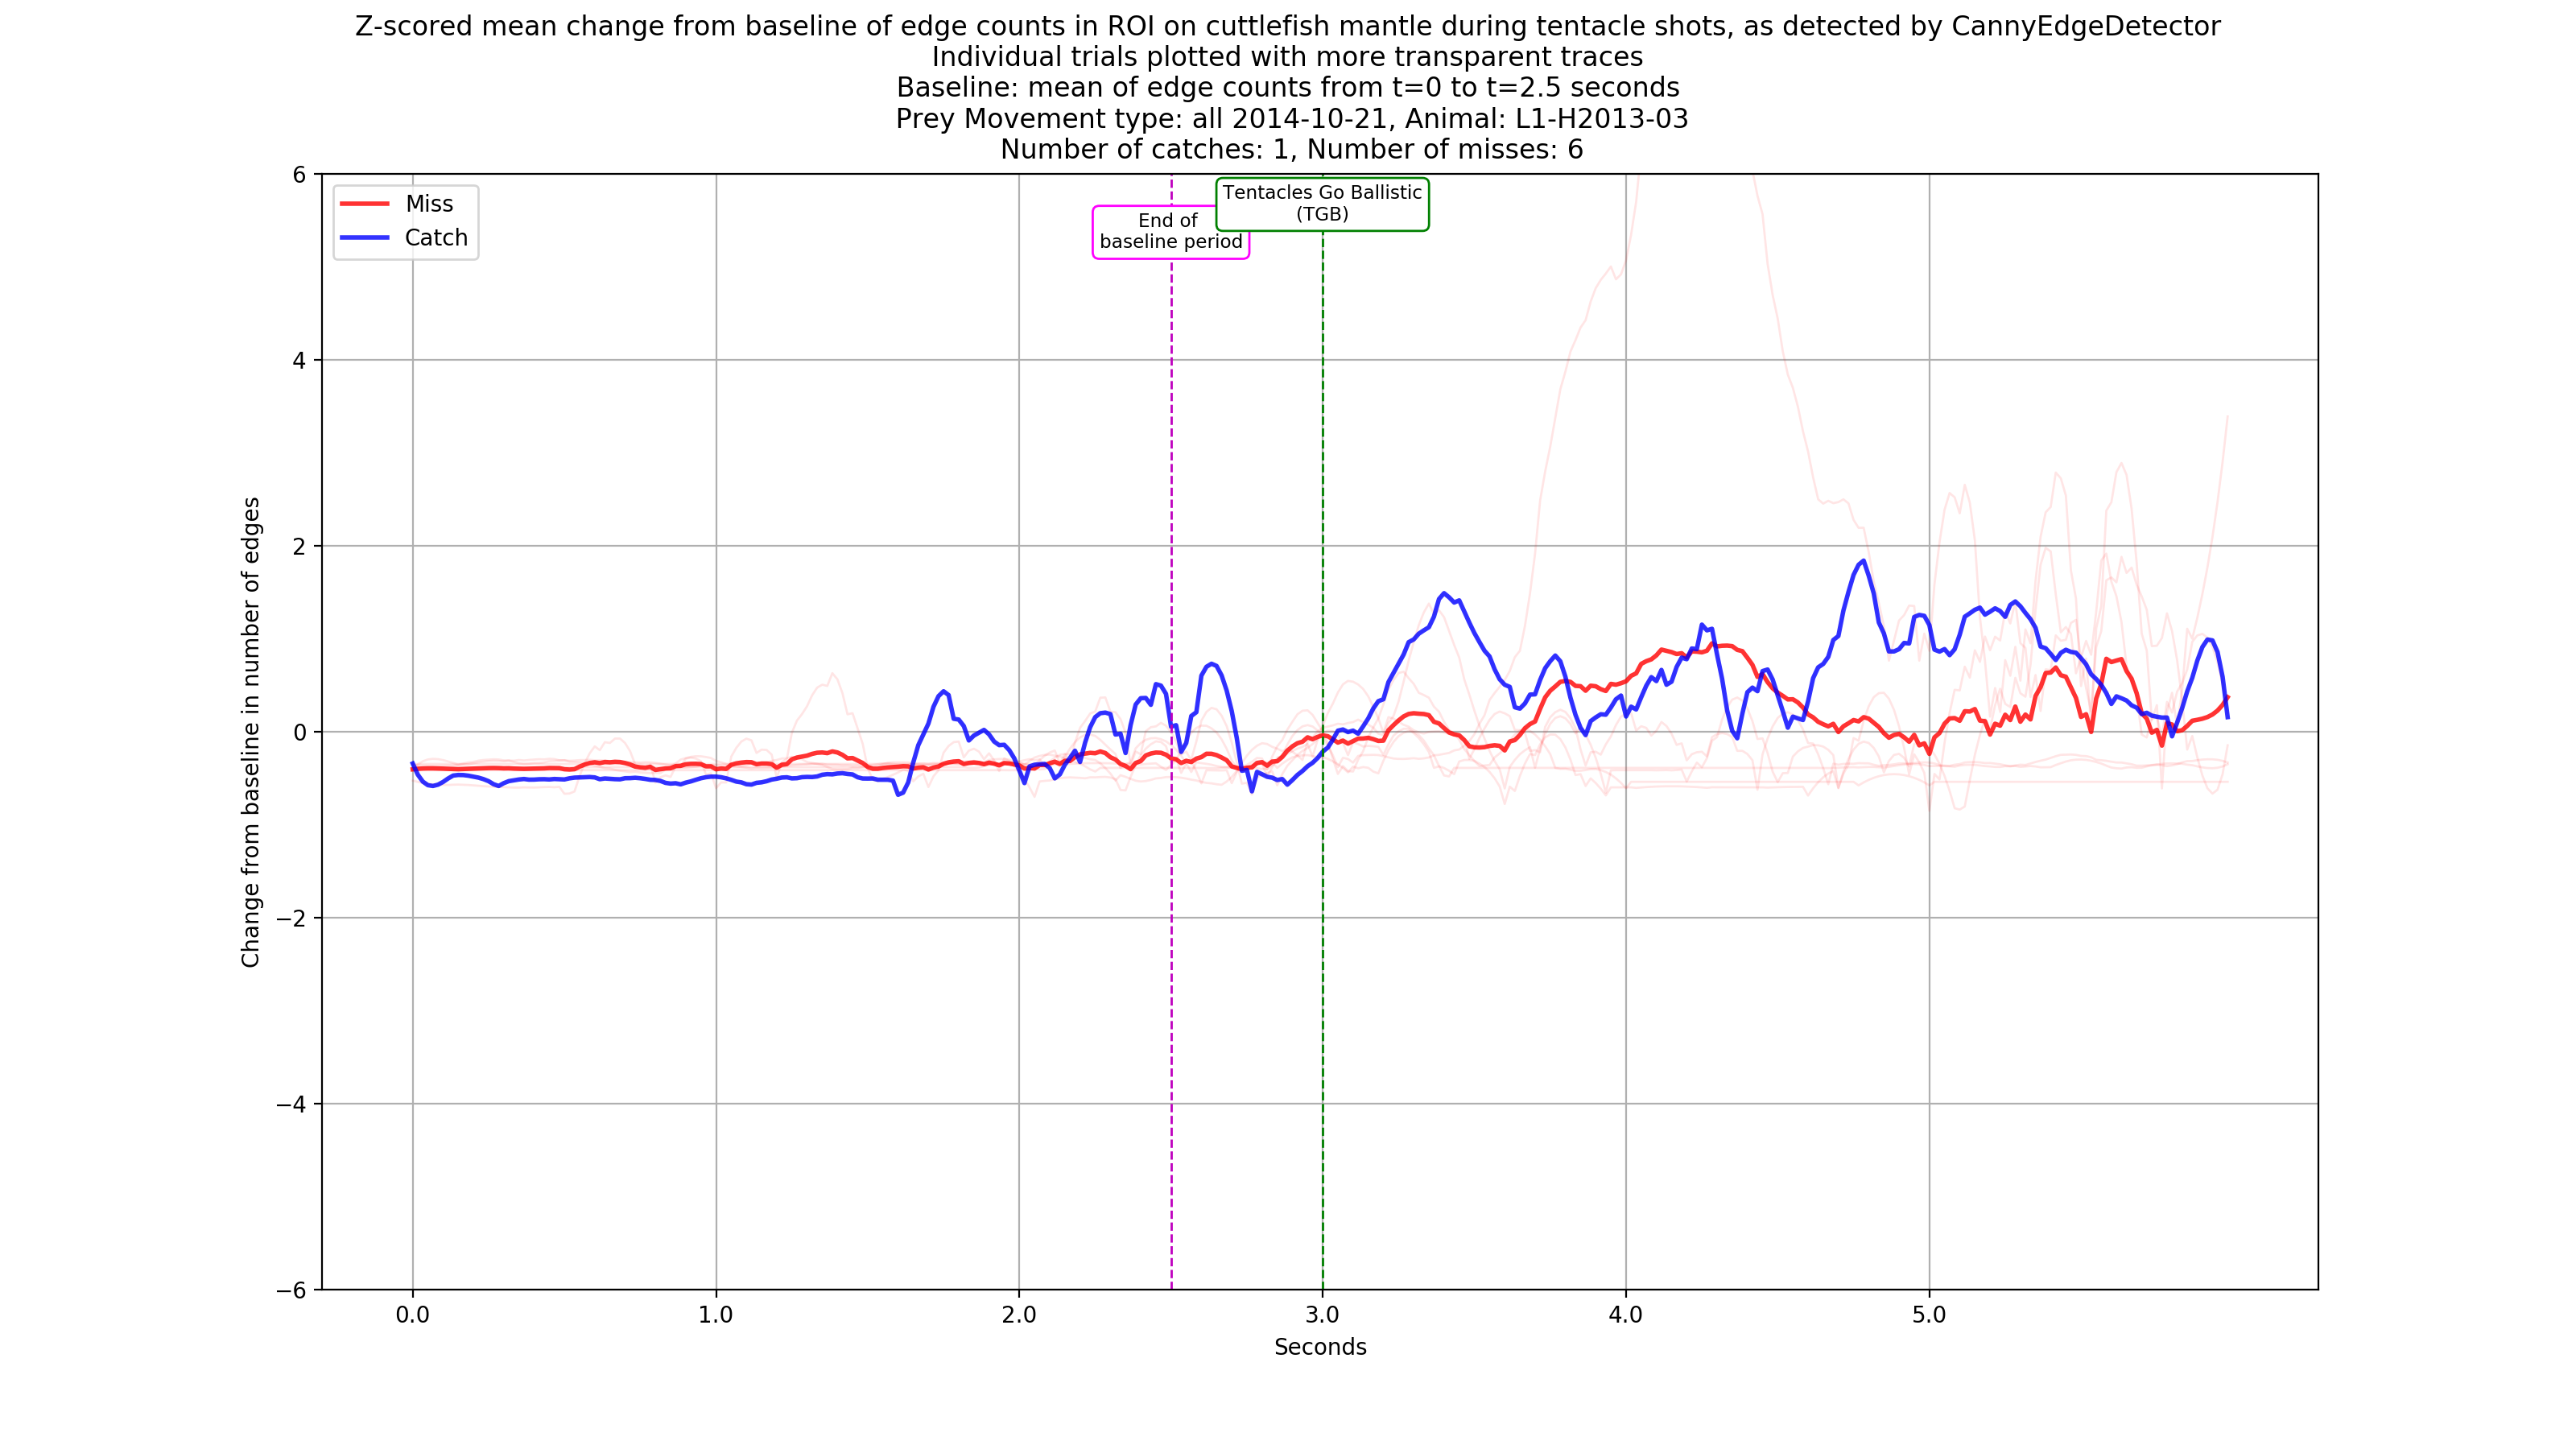 Z-scored mean change from baseline of edge counts in ROI on cuttlefish mantle during tentacle shots, as detected by CannyEdgeDetector
Individual trials plotted with more transparent traces
Baseline: mean of edge counts from t=0 to t=2.5 seconds
Prey Movement type: all 2014-10-21, Animal: L1-H2013-03
Number of catches: 1, Number of misses: 6
Miss
Catch
End of
baseline period
Tentacles Go Ballistic
(TGB)
6
4
2
0
−2
−4
−6
Change from baseline in number of edges
0.0
1.0
2.0
3.0
4.0
5.0
Seconds